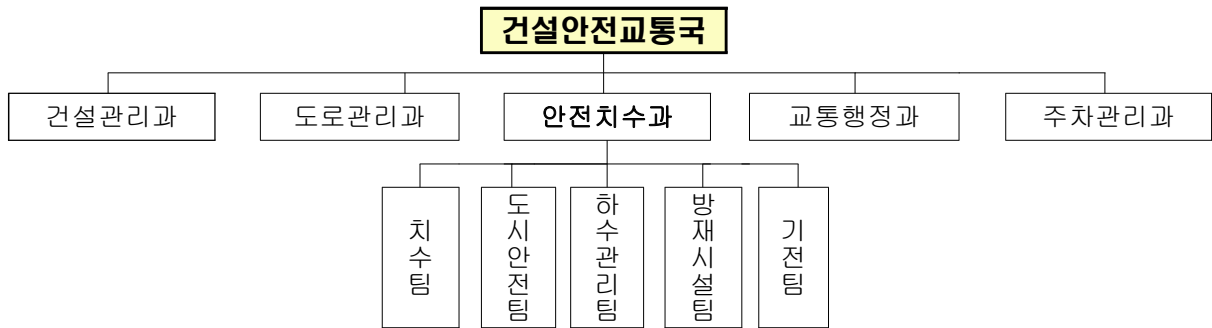 건설안전교통국
건설관리과
도로관리과
안전치수과
교통행정과
주차관리과
치수팀
도시안전팀
하수관리팀
방재시설팀
기전팀